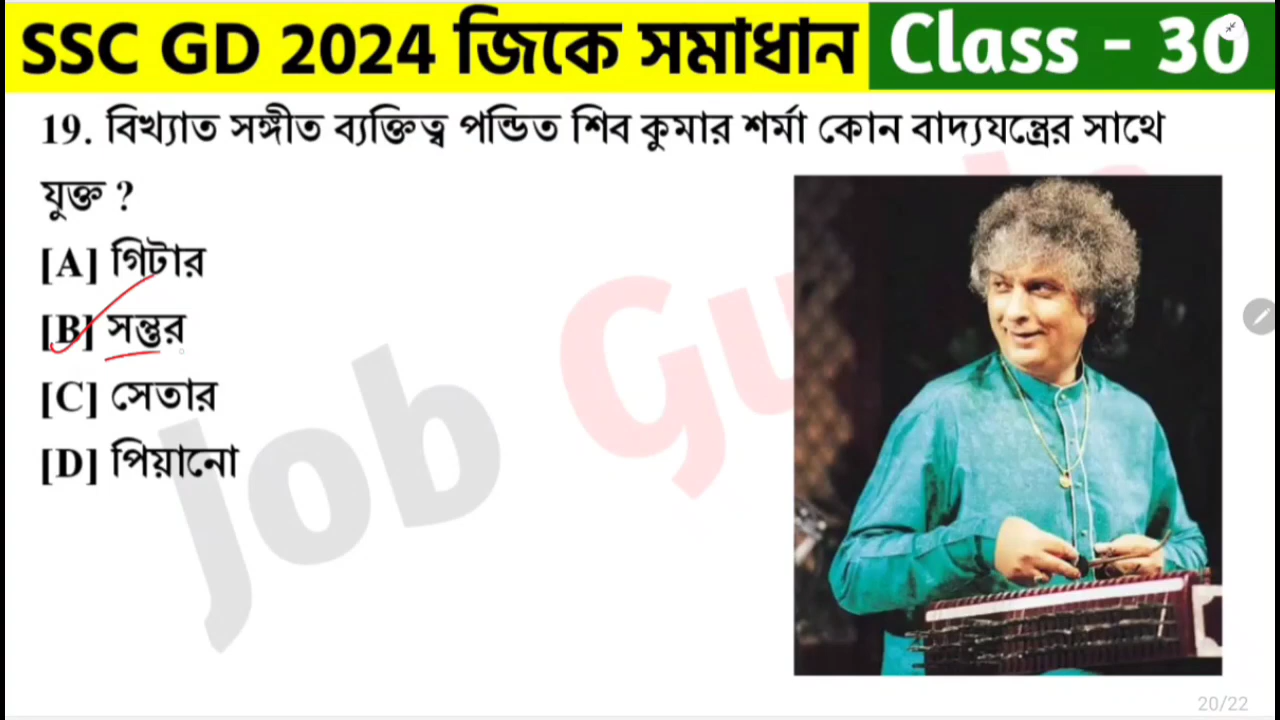 SSC GD 2024 জিকে সমাধান Class - 30
19. বিখ্যাত সঙ্গীত ব্যক্তিত্ব পন্ডিত শিব কুমার শর্মা কোন বাদ্যযন্ত্রের সাথে
যুক্ত ?
[A] গিটার
[B] সন্তুর
[C] সেতার
[D] পিয়ানো
Job Gu
20/22